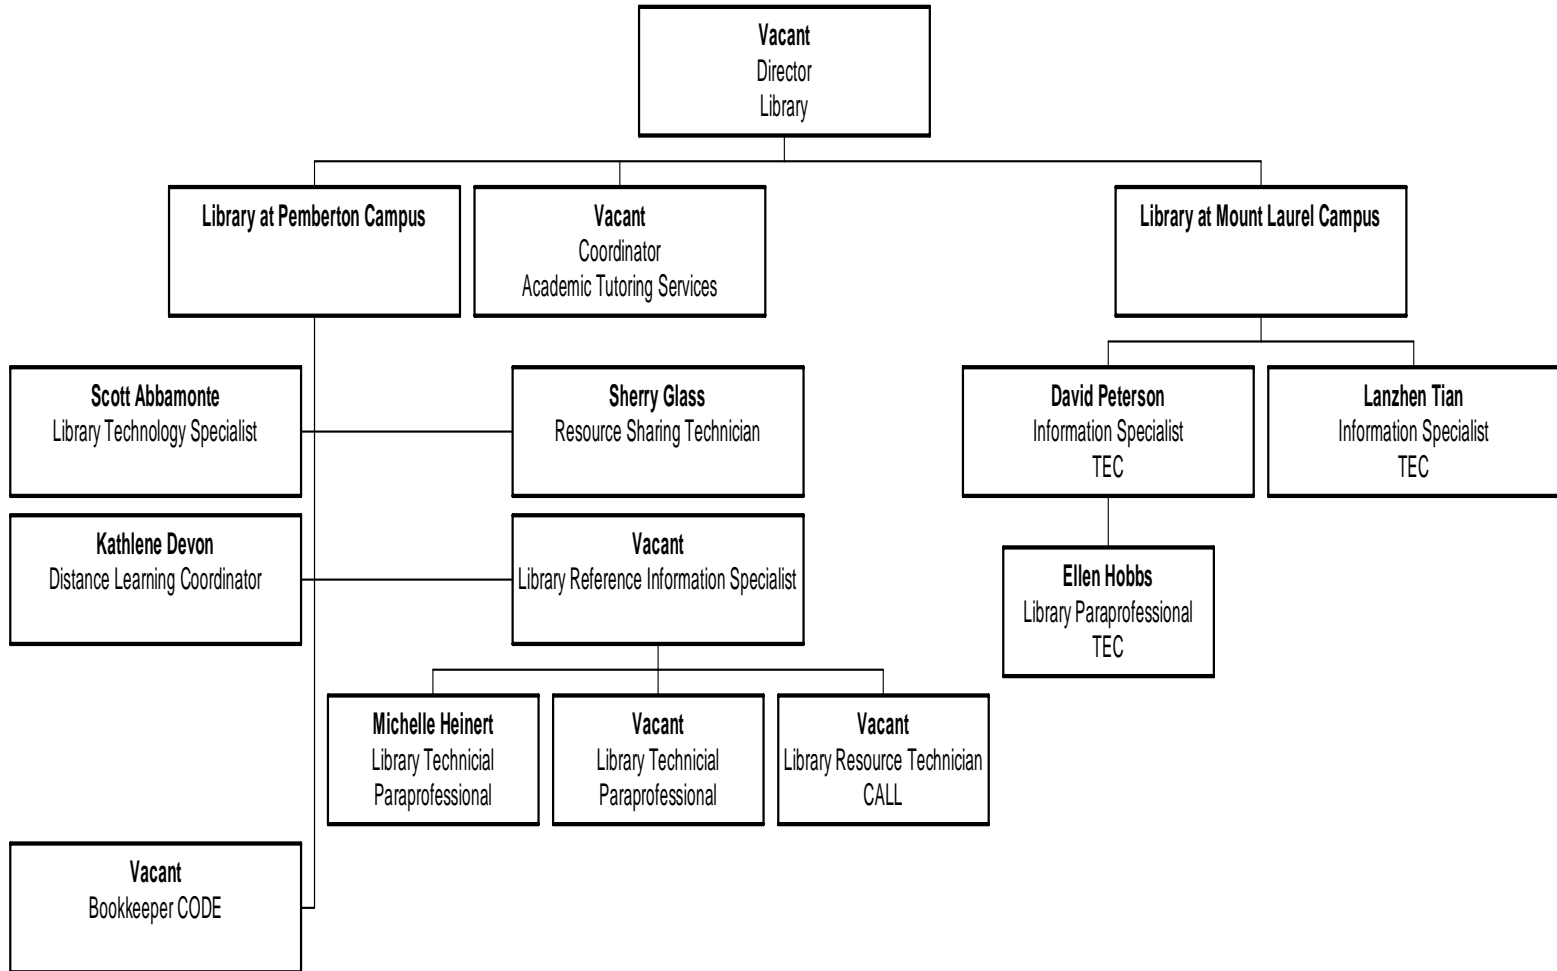 Vacant
Director
Library
Library at Pemberton Campus
Vacant
Coordinator
Academic Tutoring Services
Library at Mount Laurel Campus
Scott Abbamonte
Library Technology Specialist
Sherry Glass
Resource Sharing Technician
David Peterson
Information Specialist
TEC
Lanzhen Tian
Information Specialist
TEC
Kathlene Devon
Distance Learning Coordinator
Vacant
Library Reference Information Specialist
Ellen Hobbs
Library Paraprofessional
TEC
Michelle Heinert
Library Technicial
Paraprofessional
Vacant
Library Technicial
Paraprofessional
Vacant
Library Resource Technician
CALL
Vacant
Bookkeeper CODE